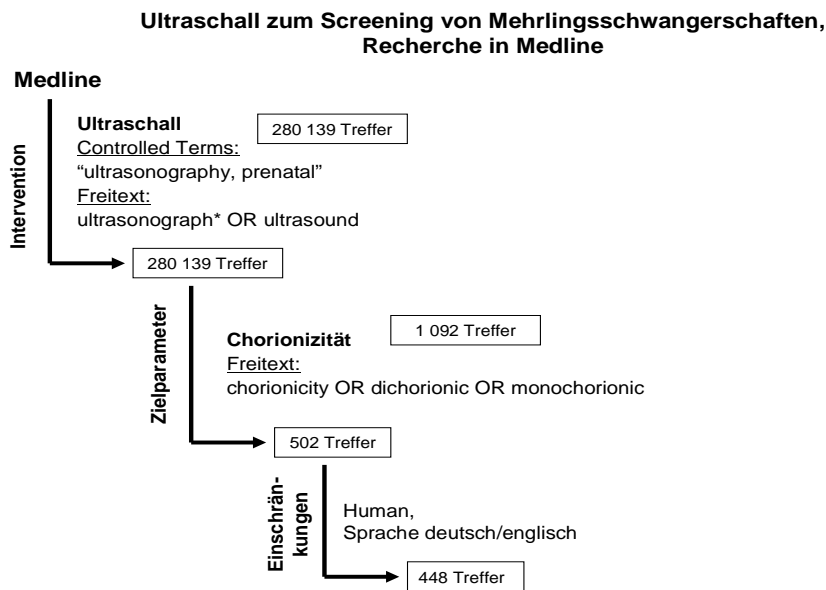 Ultraschall zum Screening von Mehrlingsschwangerschaften,
Recherche in Medline
Medline
Intervention
Ultraschall
280 139 Treffer
Controlled Terms:
“ultrasonography, prenatal”
Freitext:
ultrasonograph* OR ultrasound
280 139 Treffer
Zielparameter
Chorionizität
1 092 Treffer
Freitext:
chorionicity OR dichorionic OR monochorionic
502 Treffer
Einschrän-
kungen
Human,
Sprache deutsch/englisch
448 Treffer